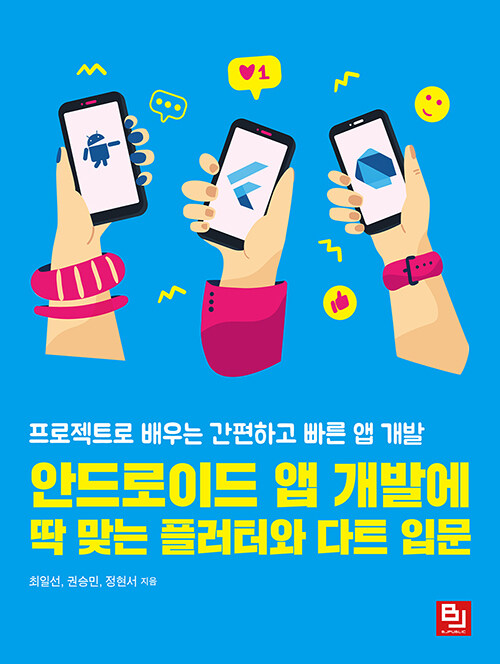 1
프로젝트로 배우는 간편하고 빠른 앱 개발
안드로이드 앱 개발에
딱 맞는 플러터와 다트 입문
최일선, 권승민, 정현서 지음
BJ
BJPUBLIC